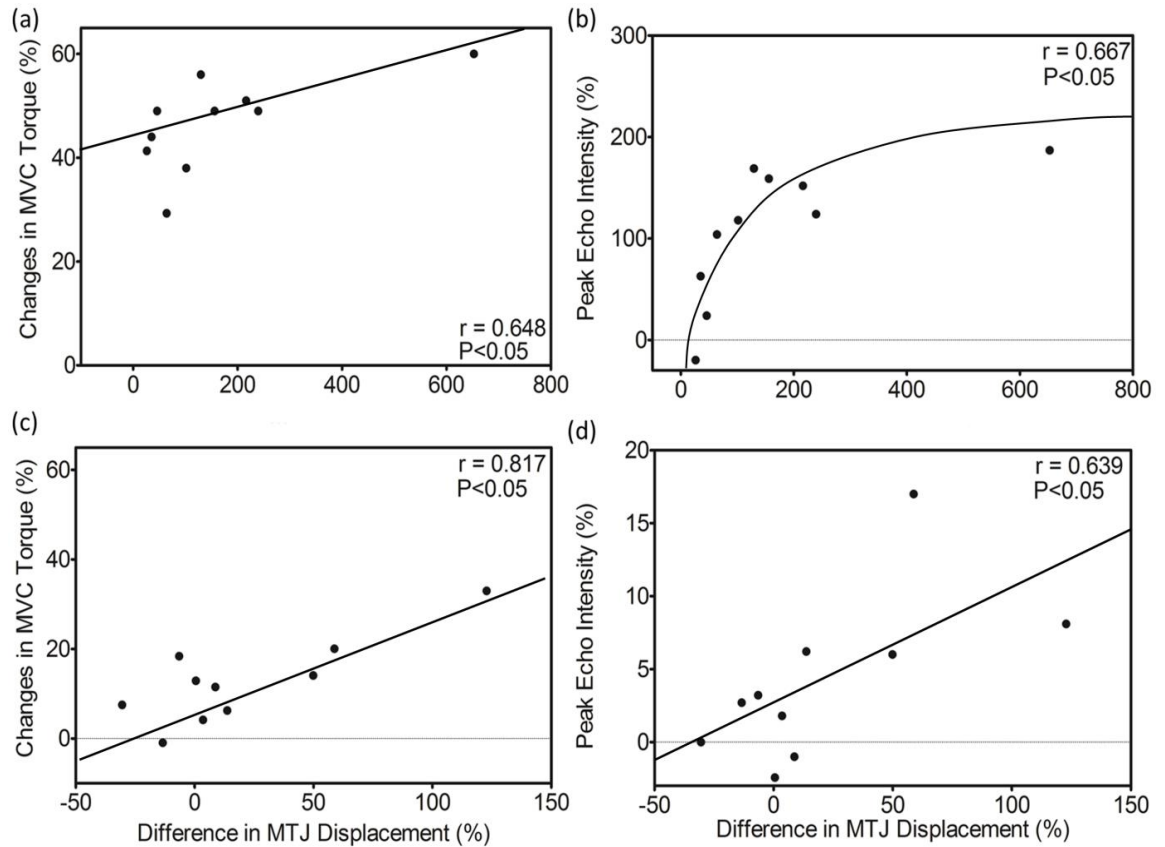 (a)
Changes in MVC Torque (%)
60
40
20
0
r = 0.648
P<0.05
0 200 400 600 800
(b)
Peak Echo Intensity (%)
300
200
100
0
r = 0.667
P<0.05
0 200 400 600 800
(c)
Changes in MVC Torque (%)
60
40
20
0
r = 0.817
P<0.05
-50 0 50 100 150
Difference in MTJ Displacement (%)
(d)
Peak Echo Intensity (%)
20
15
10
5
0
r = 0.639
P<0.05
-50 0 50 100 150
Difference in MTJ Displacement (%)